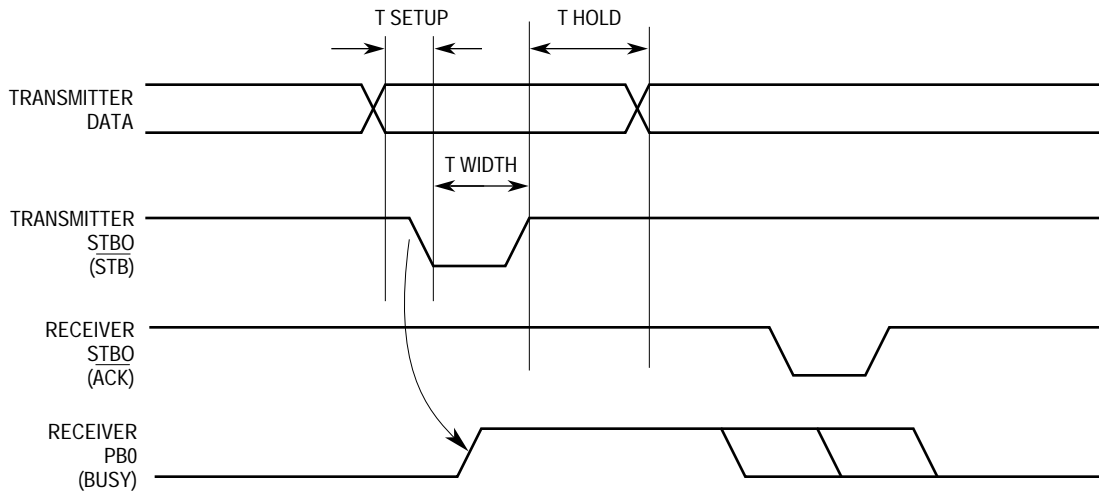 T SETUP
T HOLD
TRANSMITTER
DATA
T WIDTH
TRANSMITTER
STBO
(STB)
RECEIVER
STBO
(ACK)
RECEIVER
PB0
(BUSY)